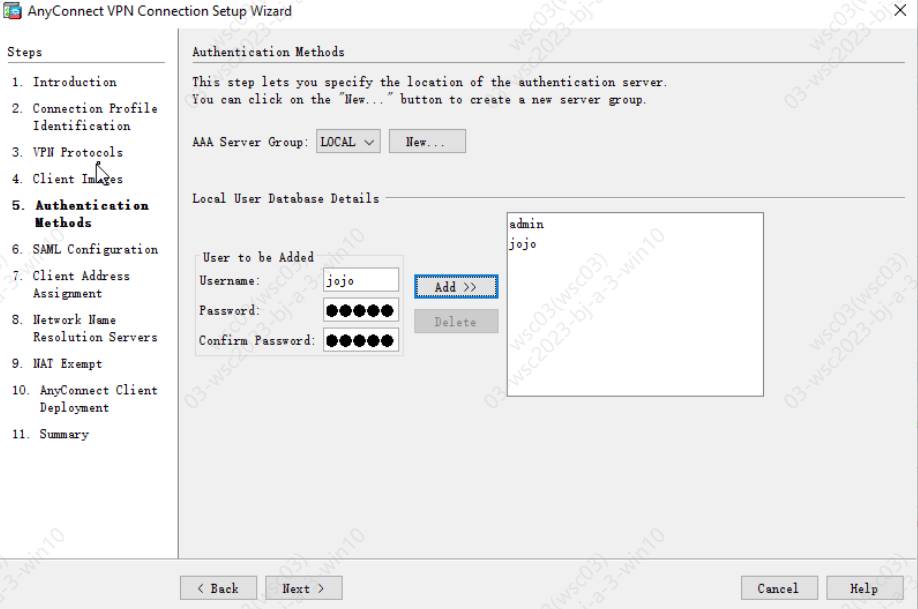 AnyConnect VPN Connection Setup Wizard
Steps
1. Introduction
2. Connection Profile
Identification
3. VPN Protocols
4. Client Images
5. Authentication
Methods
6. SAML Configuration
7. Client Address
Assignment
8. Network Name
Resolution Servers
9. NAT Exempt
10. AnyConnect Client
Deployment
11. Summary
Authentication Methods
This step lets you specify the location of the authentication server.
You can click on the "New..." button to create a new server group.
AAA Server Group: LOCAL New...
Local User Database Details
User to be Added
Username: jojo
Password:
Confirm Password:
Add >>
Delete
admin
jojo
< Back Next > Cancel Help
wsc03(wsc03)
03-wsc2023-bj-a-3-win10